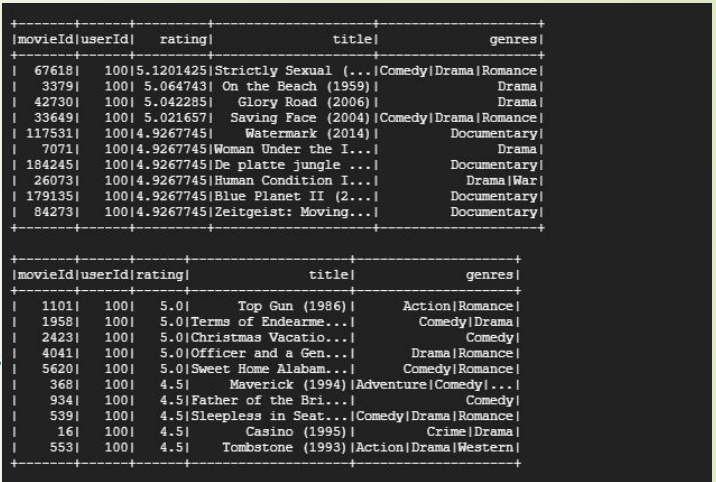 +-------+------+---------+--------------------+--------------------+
|movieId|userId|   rating|               title|              genres|
+-------+------+---------+--------------------+--------------------+
|  67618|   100|5.1201425|Strictly Sexual (...|Comedy|Drama|Romance|
|   3379|   100| 5.064743| On the Beach (1959)|               Drama|
|  42730|   100| 5.042285|   Glory Road (2006)|               Drama|
|  33649|   100| 5.021657|  Saving Face (2004)|Comedy|Drama|Romance|
| 117531|   100|4.9267745|    Watermark (2014)|         Documentary|
|   7071|   100|4.9267745|Woman Under the I...|               Drama|
| 184245|   100|4.9267745|De platte jungle ...|         Documentary|
|  26073|   100|4.9267745|Human Condition I...|           Drama|War|
| 179135|   100|4.9267745|Blue Planet II (2...|         Documentary|
|  84273|   100|4.9267745|Zeitgeist: Moving...|         Documentary|
+-------+------+---------+--------------------+--------------------+
+-------+------+------+--------------------+--------------------+
|movieId|userId|rating|               title|              genres|
+-------+------+------+--------------------+--------------------+
|   1101|   100|   5.0|      Top Gun (1986)|      Action|Romance|
|   1958|   100|   5.0|Terms of Endearme...|        Comedy|Drama|
|   2423|   100|   5.0|Christmas Vacatio...|              Comedy|
|   4041|   100|   5.0|Officer and a Gen...|       Drama|Romance|
|   5620|   100|   5.0|Sweet Home Alabam...|      Comedy|Romance|
|    368|   100|   4.5|     Maverick (1994)|Adventure|Comedy|...|
|    934|   100|   4.5|Father of the Bri...|              Comedy|
|    539|   100|   4.5|Sleepless in Seat...|Comedy|Drama|Romance|
|     16|   100|   4.5|       Casino (1995)|         Crime|Drama|
|    553|   100|   4.5|    Tombstone (1993)|Action|Drama|Western|
+-------+------+------+--------------------+--------------------+